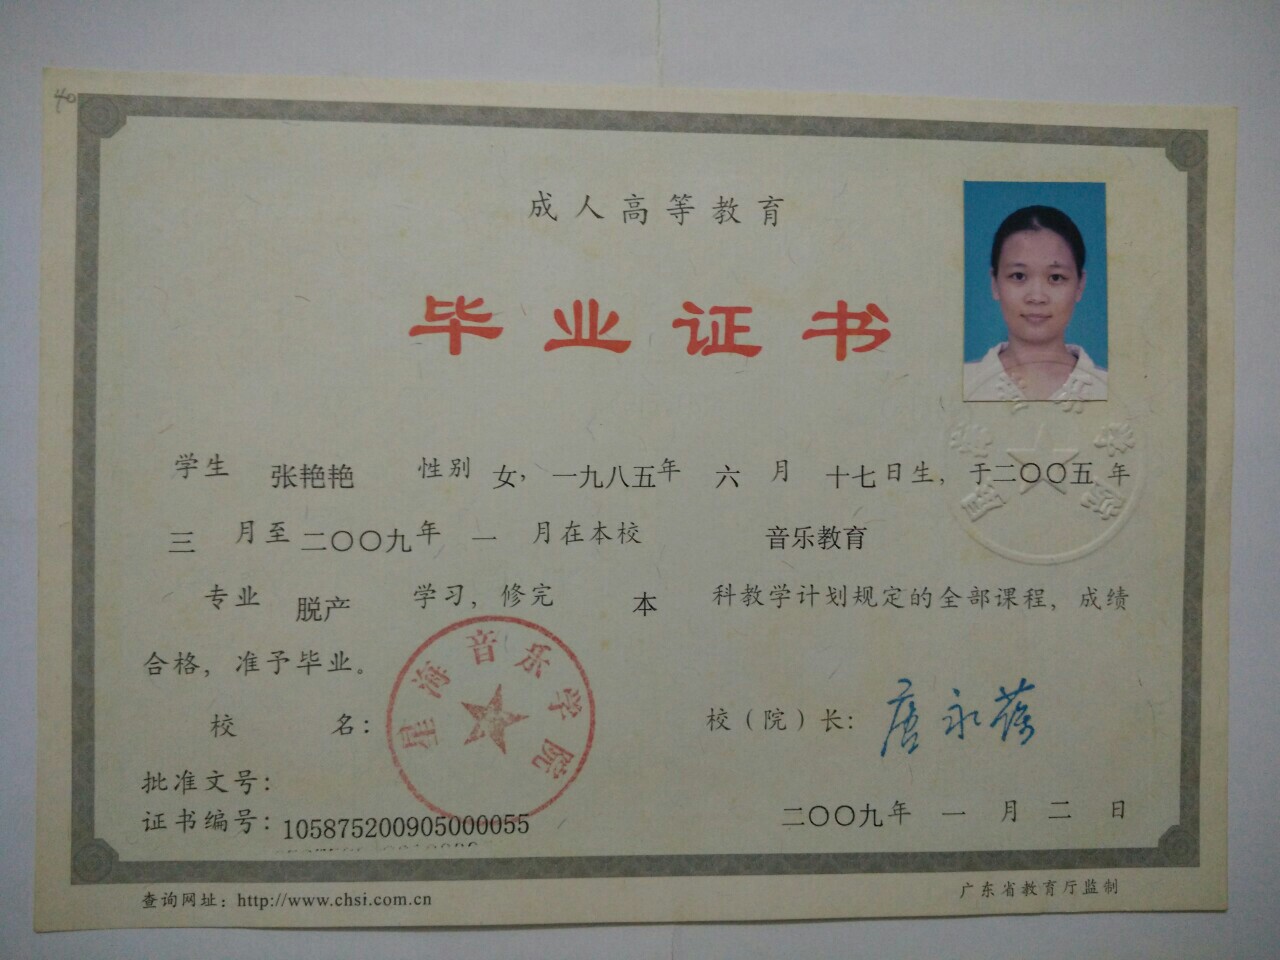 40
成人高等教育
毕业证书
学生 张艳艳 性别 女，一九八五年 六 月 十七日生，于二〇〇五年
三 月至二〇〇九年 一 月在本校 音乐教育
专业 脱产 学习，修完 本 科教学计划规定的全部课程，成绩
合格，准予毕业。
校 名： 校（院）长：唐永葆
星海音乐学院
星海音乐学院
批准文号：
证书编号：105875200905000055
二〇〇九年 一 月 二 日
查询网址：http://www.chsi.com.cn
广东省教育厅监制